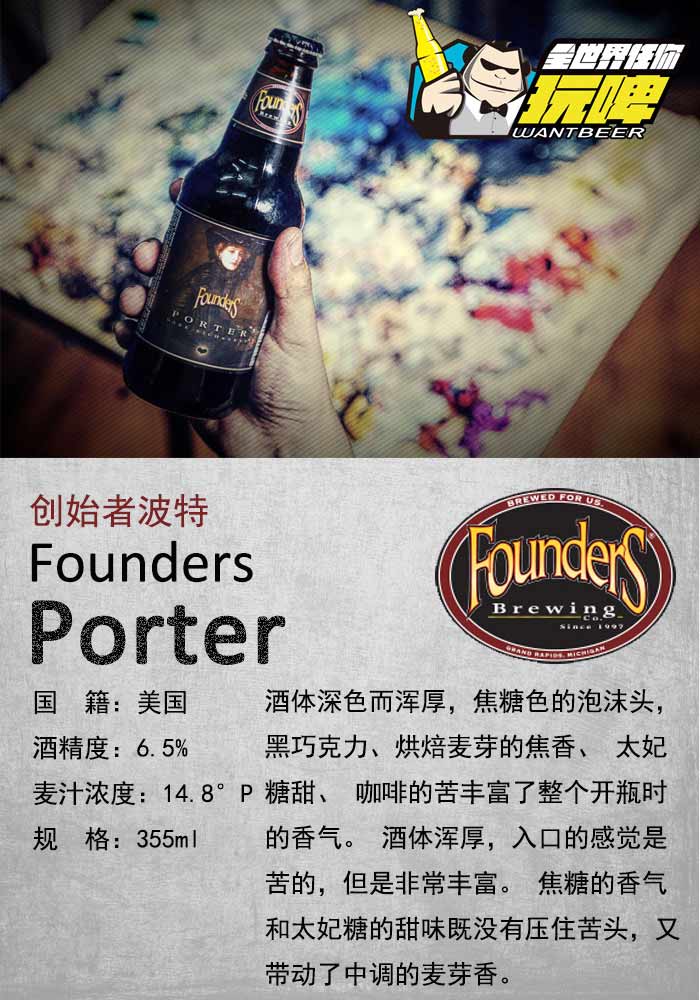 全世界任你
玩啤
WANTBEER
Founders
Brewing
Founders
PORTER
创始者波特
Founders
Porter
BREWED FOR US.
Founders®
Brewing
Co.
Since 1997
GRAND RAPIDS, MICHIGAN
国 籍：美国
酒精度：6.5%
麦汁浓度：14.8°P
规 格：355ml
酒体深色而浑厚，焦糖色的泡沫头，
黑巧克力、烘焙麦芽的焦香、 太妃
糖甜、 咖啡的苦丰富了整个开瓶时
的香气。 酒体浑厚，入口的感觉是
苦的，但是非常丰富。 焦糖的香气
和太妃糖的甜味既没有压住苦头，又
带动了中调的麦芽香。